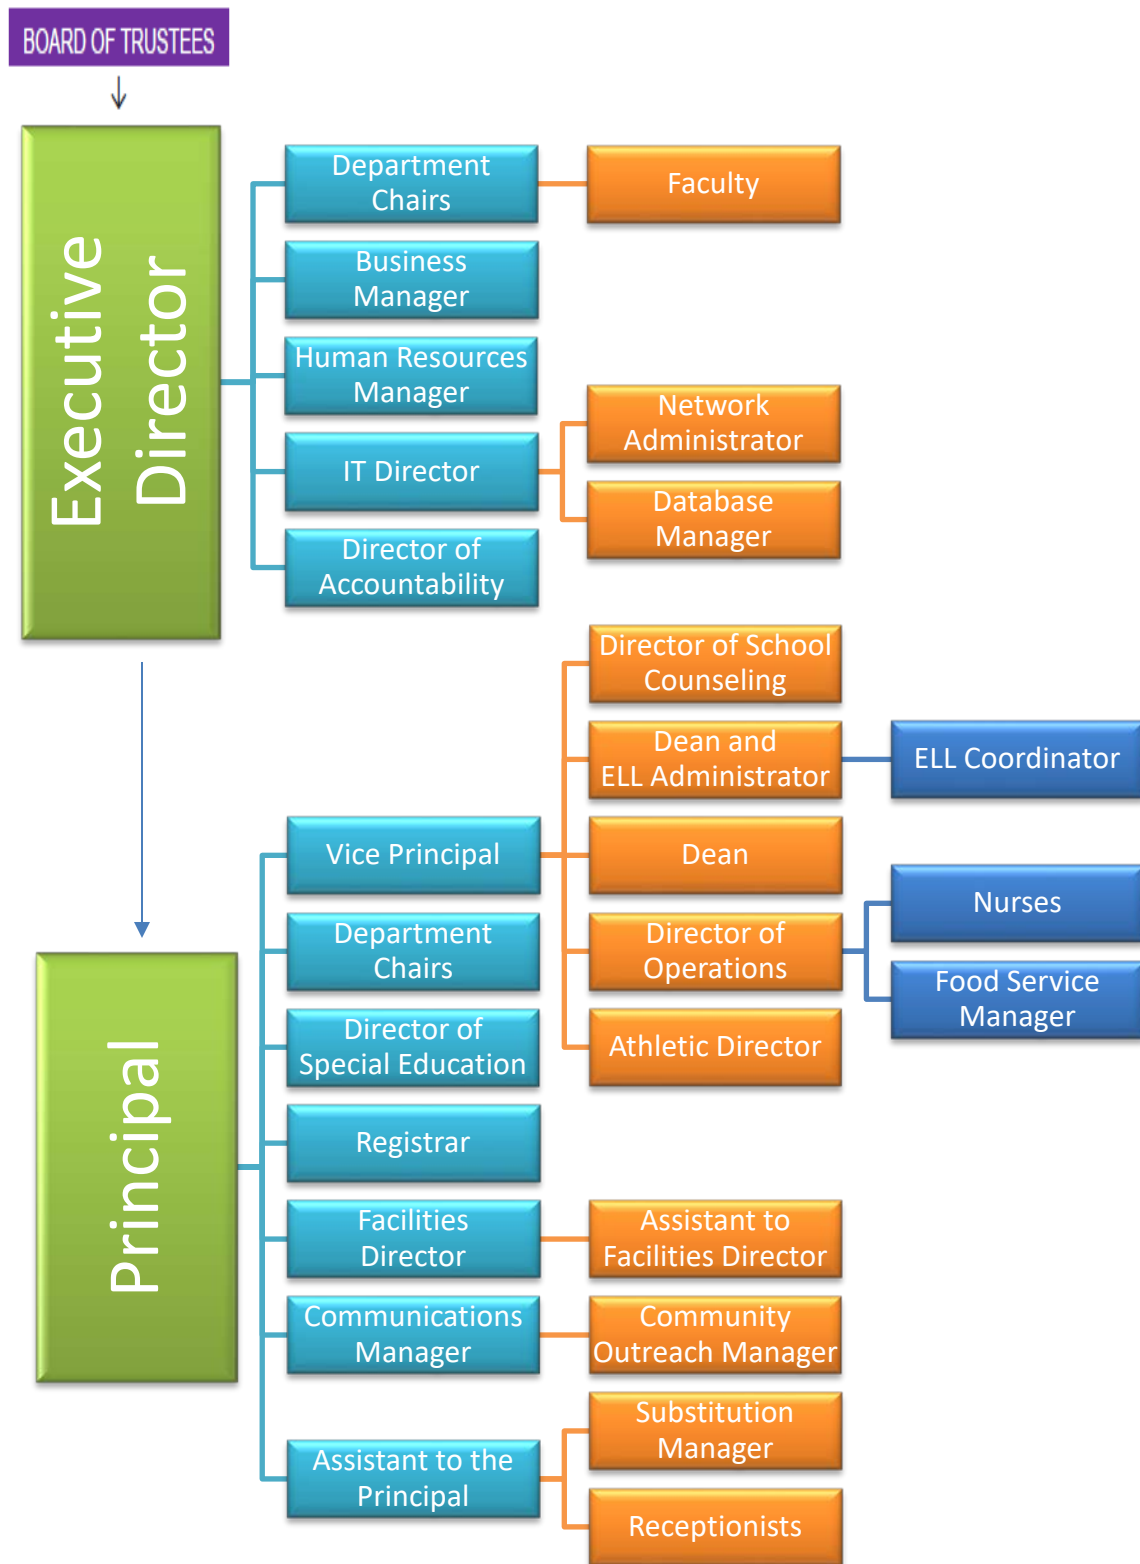 BOARD OF TRUSTEES
Executive
Director
Department
Chairs
Faculty
Business
Manager
Human Resources
Manager
IT Director
Network
Administrator
Database
Manager
Director of
Accountability
Principal
Vice Principal
Director of School
Counseling
Dean and
ELL Administrator
ELL Coordinator
Dean
Director of
Operations
Nurses
Food Service
Manager
Athletic Director
Department
Chairs
Director of
Special Education
Registrar
Facilities
Director
Assistant to
Facilities Director
Communications
Manager
Community
Outreach Manager
Assistant to the
Principal
Substitution
Manager
Receptionists